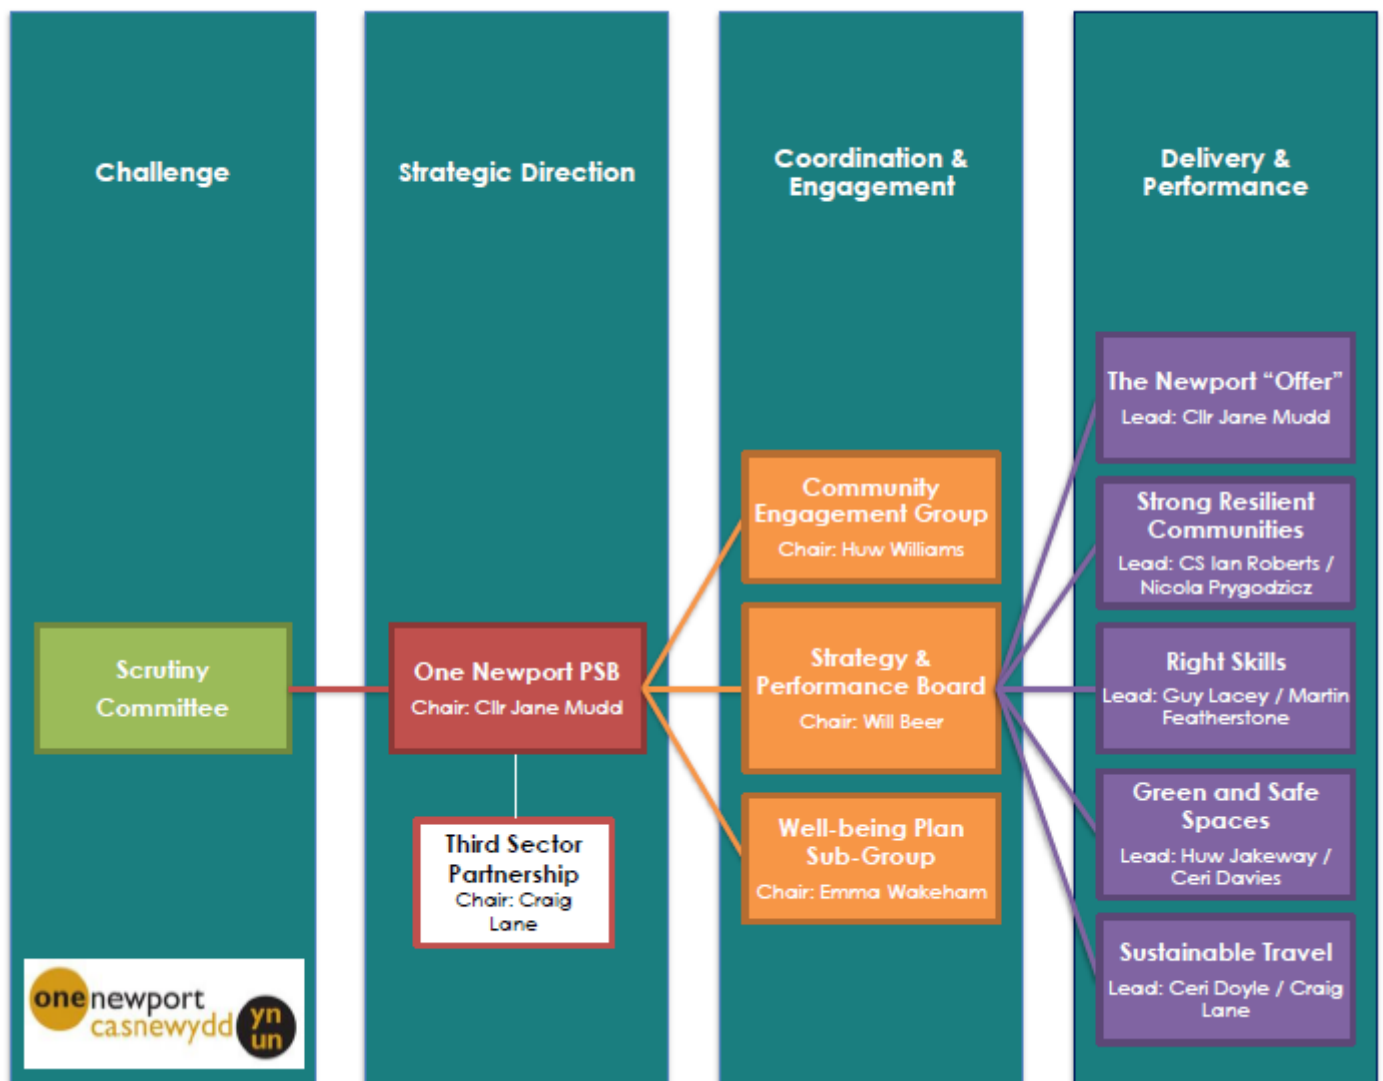 Challenge
Strategic Direction
Coordination &
Engagement
Delivery &
Performance
Scrutiny
Committee
One Newport PSB
Chair: Cllr Jane Mudd
Third Sector
Partnership
Chair: Craig
Lane
Community
Engagement Group
Chair: Huw Williams
Strategy &
Performance Board
Chair: Will Beer
Well-being Plan
Sub-Group
Chair: Emma Wakeham
The Newport “Offer”
Lead: Cllr Jane Mudd
Strong Resilient
Communities
Lead: CS Ian Roberts /
Nicola Prygodzicz
Right Skills
Lead: Guy Lacey / Martin
Featherstone
Green and Safe
Spaces
Lead: Huw Jakeway /
Ceri Davies
Sustainable Travel
Lead: Ceri Doyle / Craig
Lane
onenewport
casnewydd
yn
un